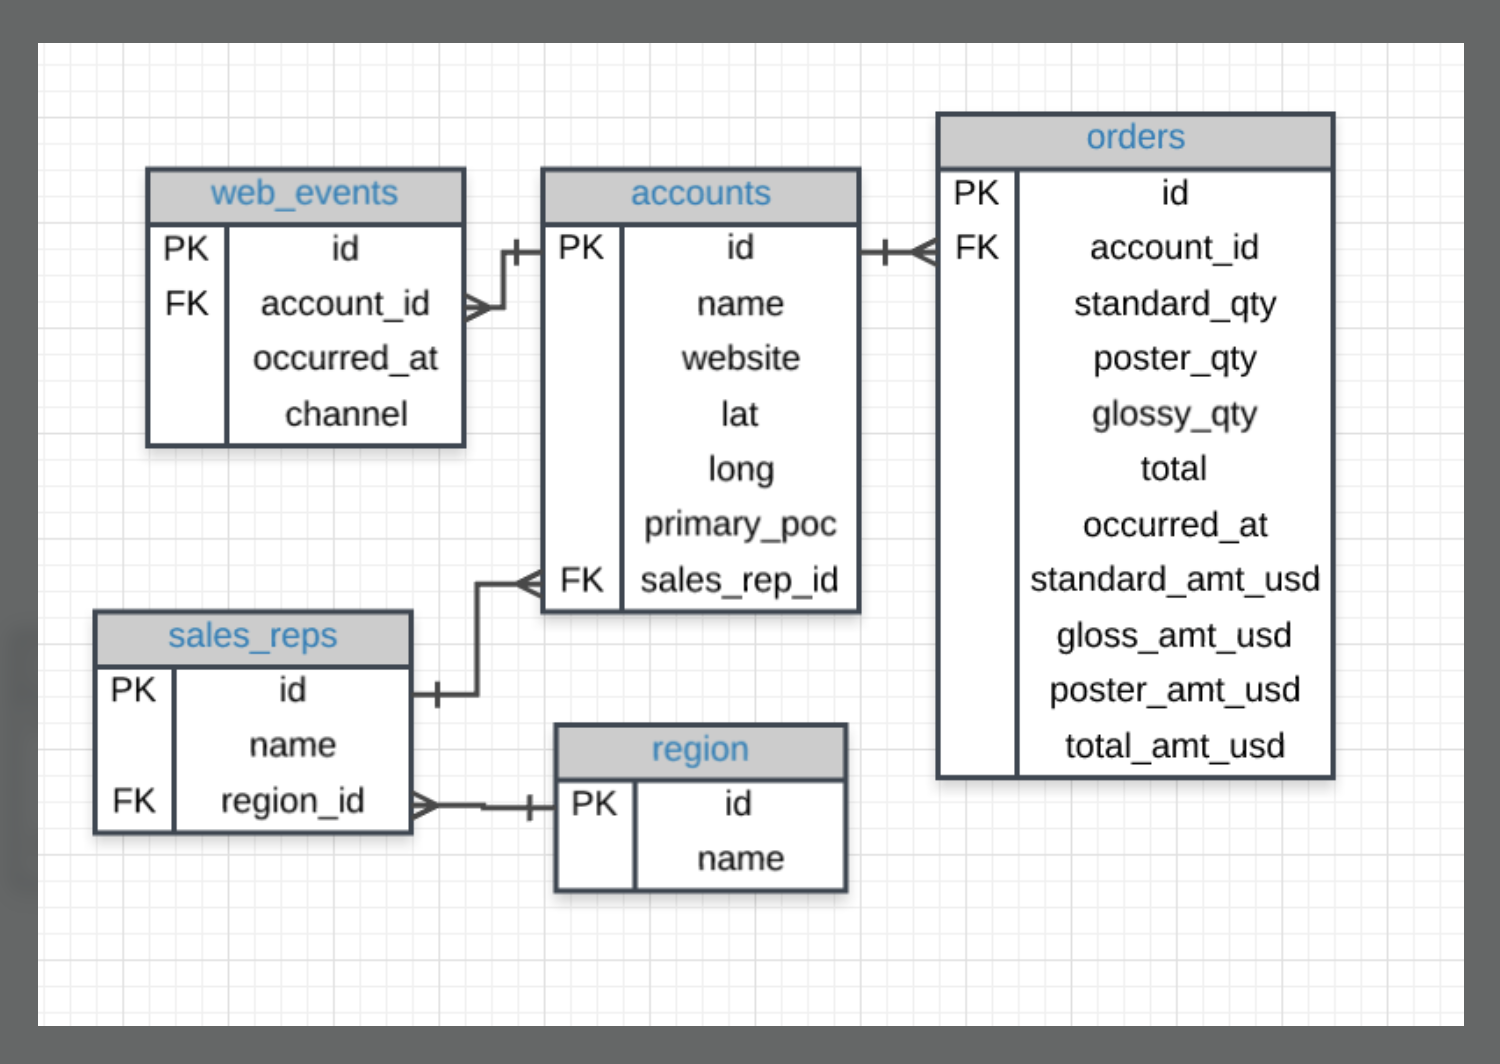 web_events
PK id
FK account_id
occurred_at
channel
accounts
PK id
name
website
lat
long
primary_poc
FK sales_rep_id
orders
PK id
FK account_id
standard_qty
poster_qty
glossy_qty
total
occurred_at
standard_amt_usd
gloss_amt_usd
poster_amt_usd
total_amt_usd
sales_reps
PK id
name
FK region_id
region
PK id
name